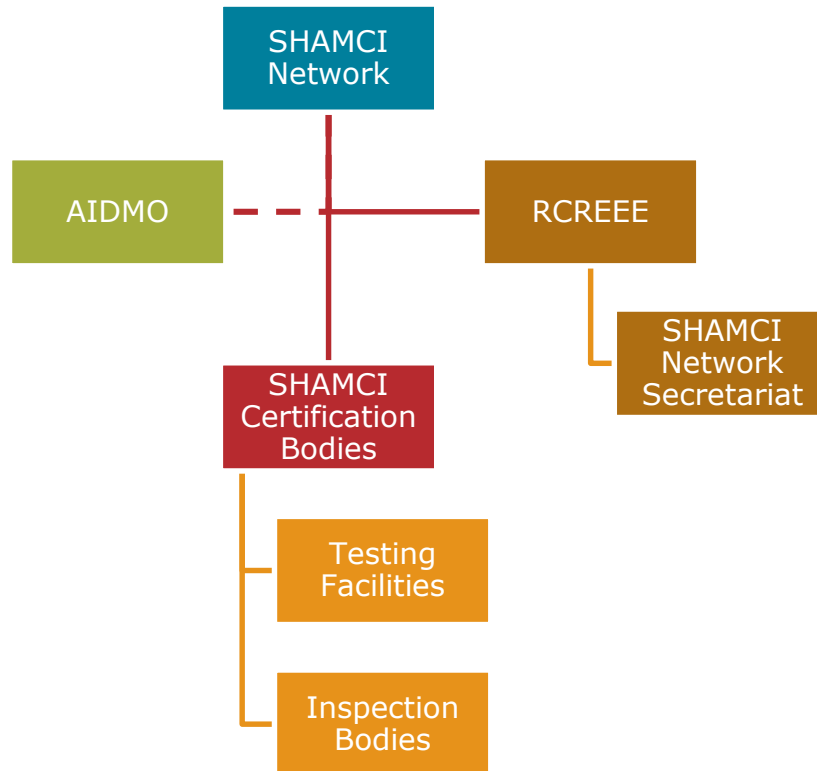 SHAMCI
Network
AIDMO
RCREEE
SHAMCI
Network
Secretariat
SHAMCI
Certification
Bodies
Testing
Facilities
Inspection
Bodies